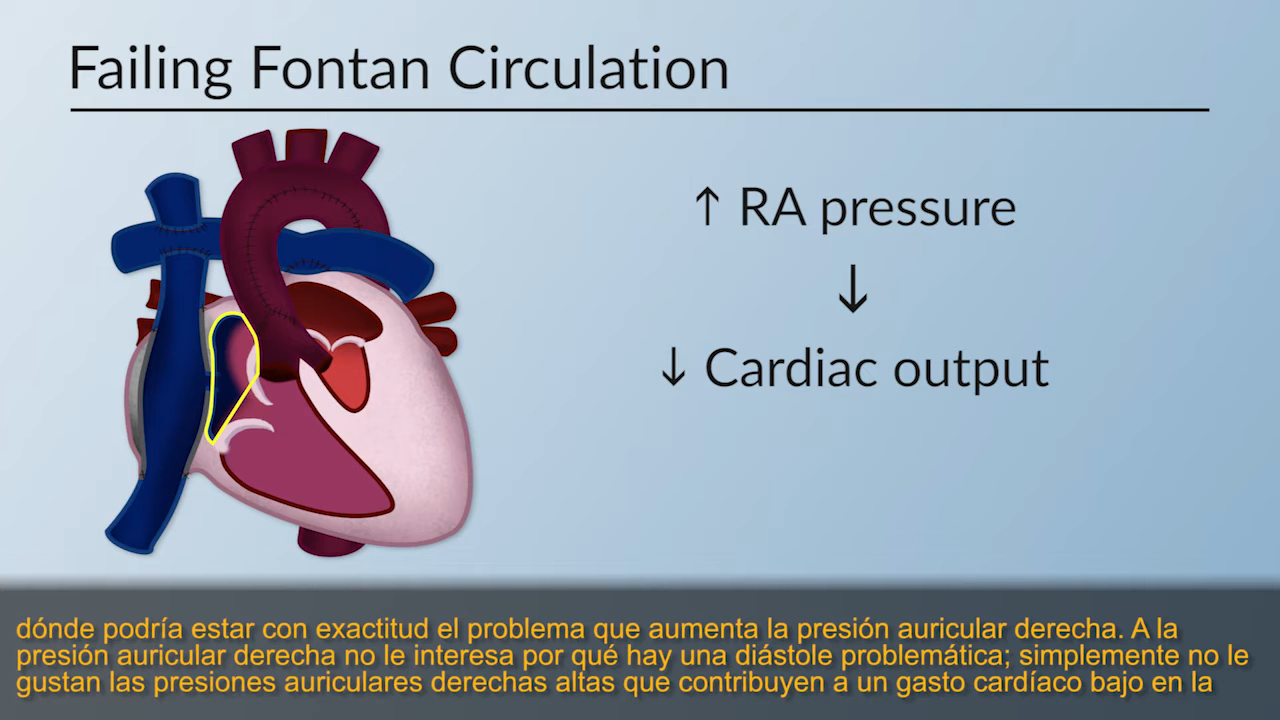 Failing Fontan Circulation
↑ RA pressure
↓
↓ Cardiac output
dónde podría estar con exactitud el problema que aumenta la presión auricular derecha. A la
presión auricular derecha no le interesa por qué hay una diástole problemática; simplemente no le
gustan las presiones auriculares derechas altas que contribuyen a un gasto cardíaco bajo en la